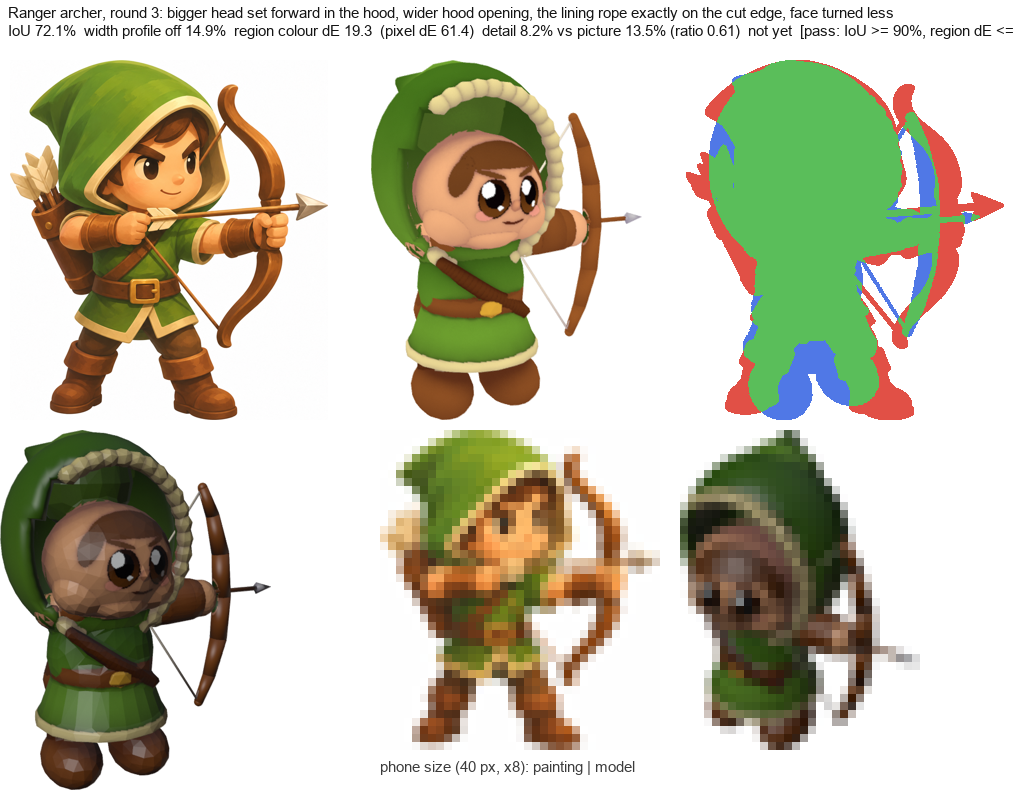 Ranger archer, round 3: bigger head set forward in the hood, wider hood opening, the lining rope exactly on the cut edge, face turned less
IoU 72.1% width profile off 14.9% region colour dE 19.3 (pixel dE 61.4) detail 8.2% vs picture 13.5% (ratio 0.61) not yet [pass: IoU >= 90%, region dE <=
phone size (40 px, x8): painting | model